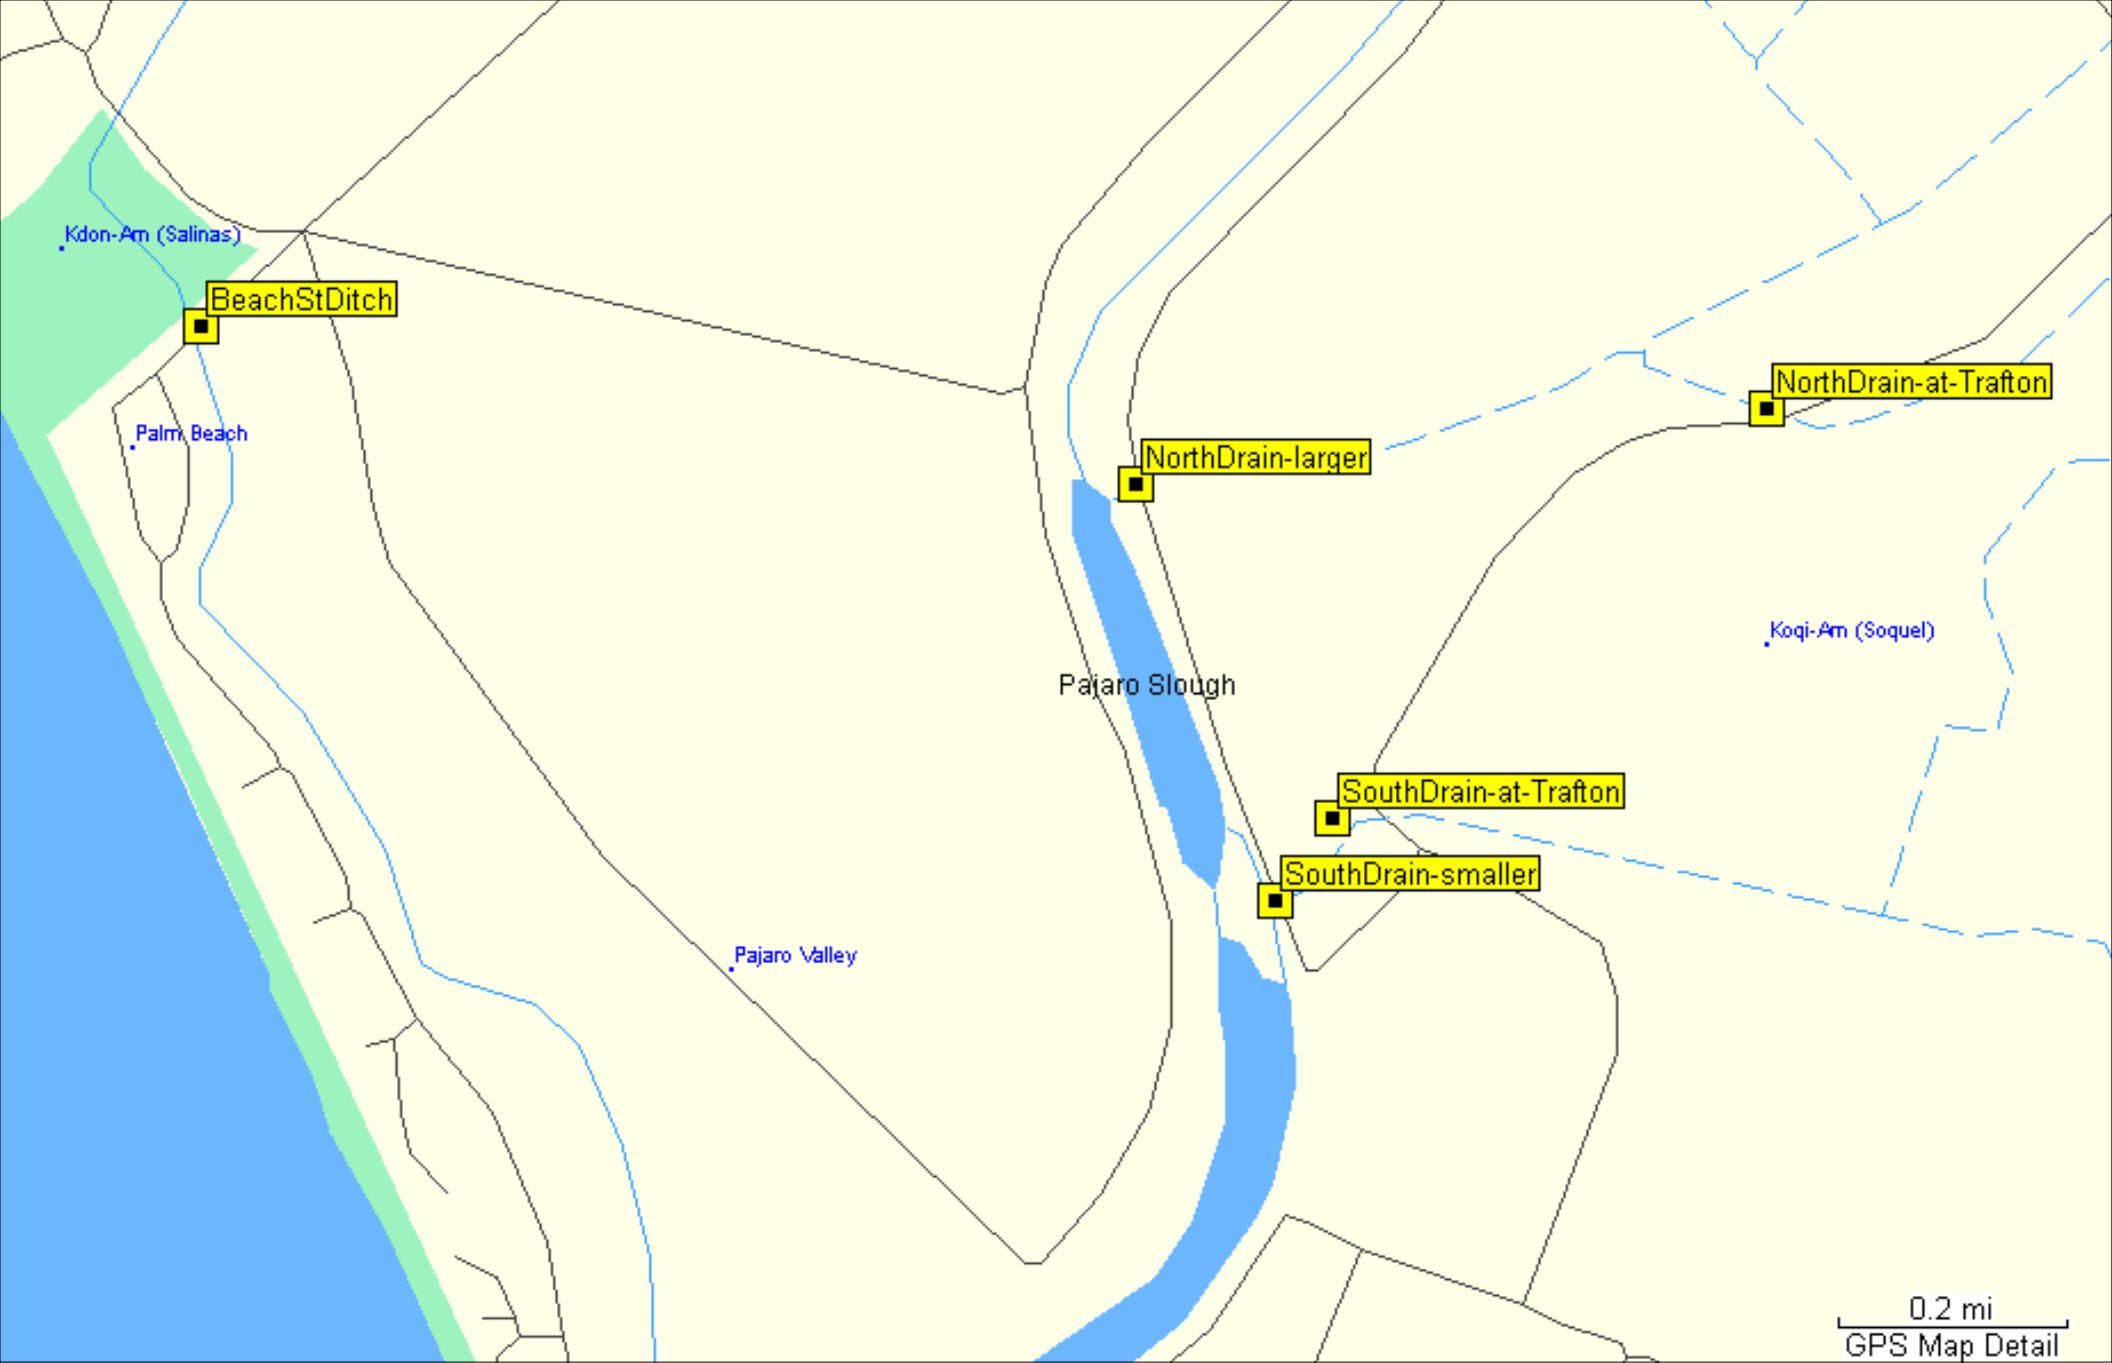 Kdon-Am (Salinas)
BeachStDitch
NorthDrain-at-Trafton
Palm Beach
NorthDrain-larger
Koqi-Am (Soquel)
Pajaro Slough
SouthDrain-at-Trafton
SouthDrain-smaller
Pajaro Valley
0.2 mi
GPS Map Detail